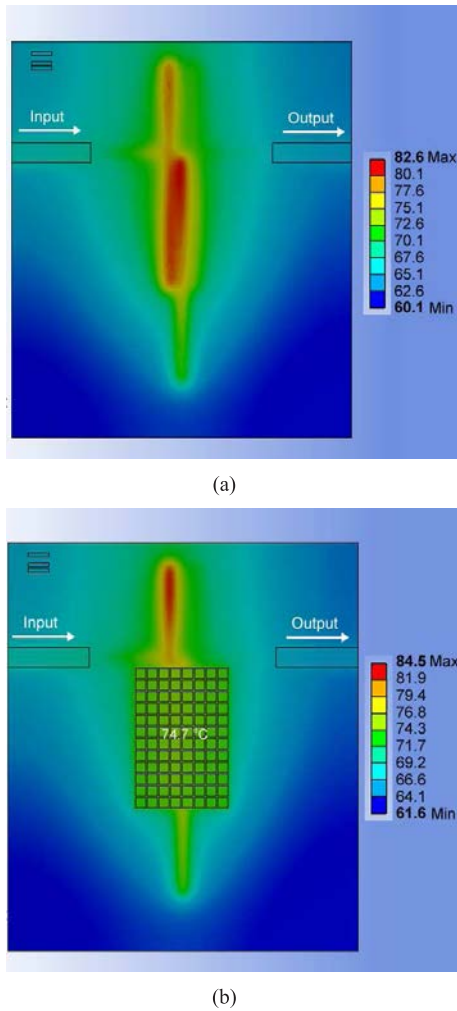 Input
Output
82.6 Max
80.1
77.6
75.1
72.6
70.1
67.6
65.1
62.6
60.1 Min
(a)
Input
Output
74.7 °C
84.5 Max
81.9
79.4
76.8
74.3
71.7
69.2
66.6
64.1
61.6 Min
(b)